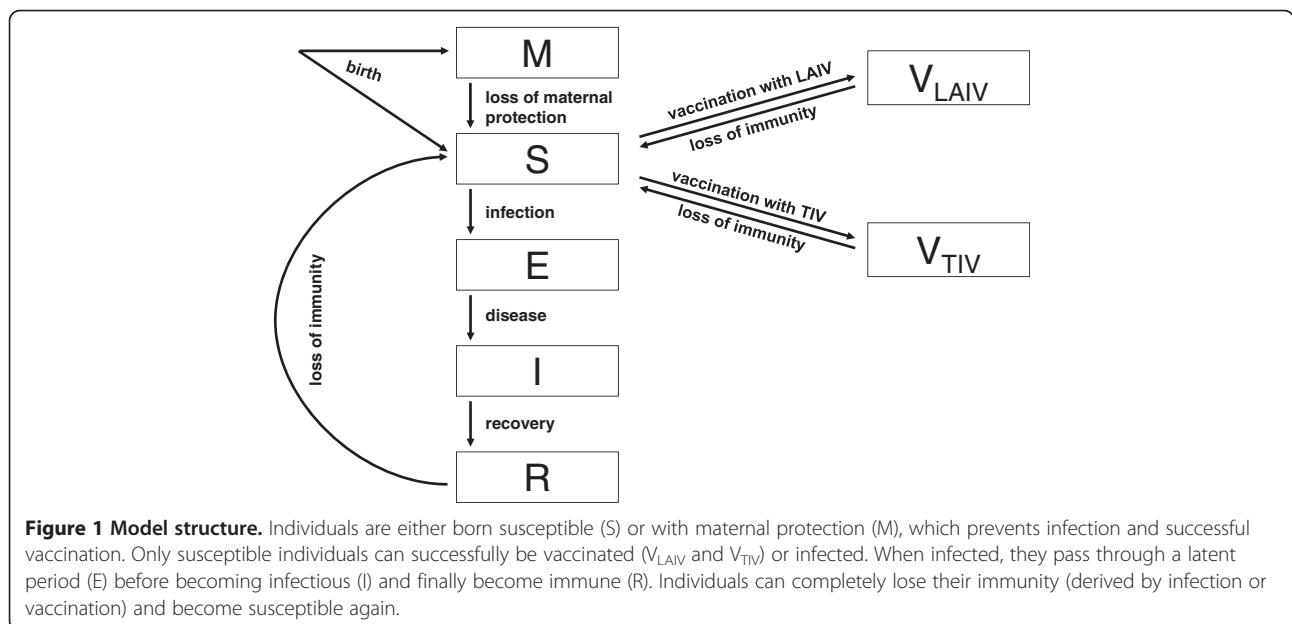 M
birth
loss of maternal
protection
S
vaccination with LAIV
loss of immunity
V_LAIV
vaccination with TIV
loss of immunity
V_TIV
infection
E
disease
loss of immunity
I
recovery
R
Figure 1 Model structure. Individuals are either born susceptible (S) or with maternal protection (M), which prevents infection and successful
vaccination. Only susceptible individuals can successfully be vaccinated (V_LAIV and V_TIV) or infected. When infected, they pass through a latent
period (E) before becoming infectious (I) and finally become immune (R). Individuals can completely lose their immunity (derived by infection or
vaccination) and become susceptible again.